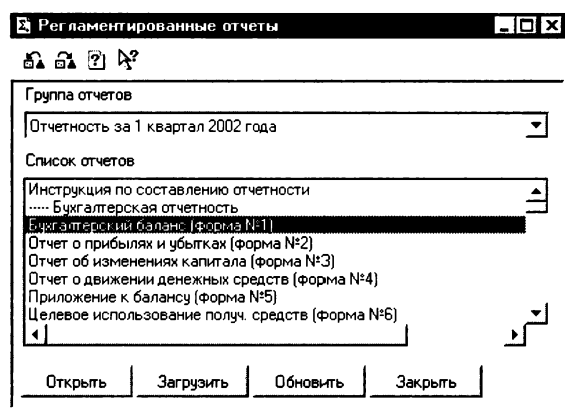 Регламентированные отчеты
Группа отчетов
Отчетность за 1 квартал 2002 года
Список отчетов
Инструкция по составлению отчетности
----- Бухгалтерская отчетность
Бухгалтерский баланс (форма №1)
Отчет о прибылях и убытках (форма №2)
Отчет об изменениях капитала (форма №3)
Отчет о движении денежных средств (форма №4)
Приложение к балансу (форма №5)
Целевое использование получ. средств (форма №6)
Открыть Загрузить Обновить Закрыть